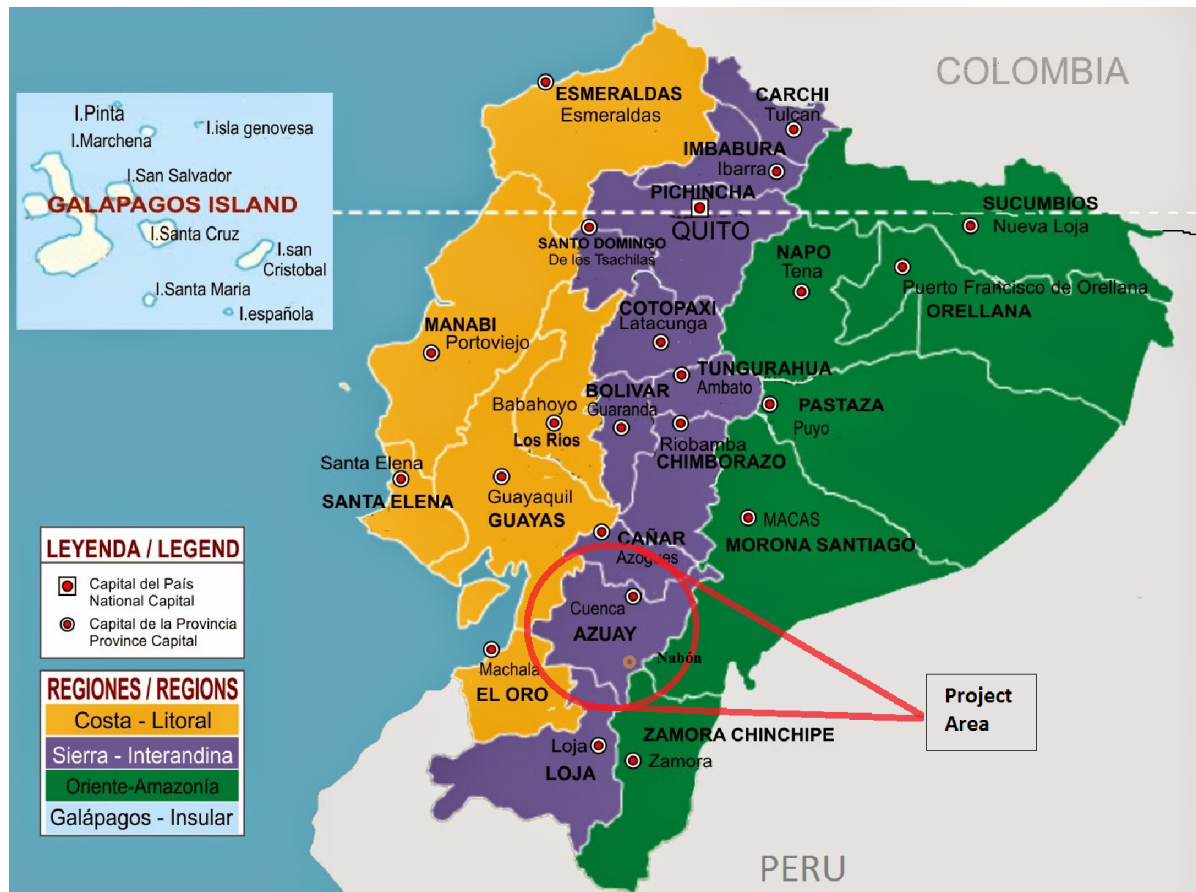 COLOMBIA
ESMERALDAS
Esmeraldas
CARCHI
Tulcan
IMBABURA
Ibarra
PICHINCHA
QUITO
I.Pinta
I.Marchena
I.isla genovesa
I.San Salvador
GALAPAGOS ISLAND
I.Santa Cruz
I.san
Cristobal
I.Santa Maria
I.española
SANTO DOMINGO
De los Tsachilas
SUCUMBIOS
Nueva Loja
NAPO
Tena
Puerto Francisco de Orellana
ORELLANA
COTOPAXI
Latacunga
MANABI
Portoviejo
TUNGURAHUA
Ambato
BOLIVAR
Guaranda
PASTAZA
Puyo
Babahoyo
Los Rios
Riobamba
CHIMBORAZO
Santa Elena
SANTA ELENA
Guayaquil
GUAYAS
MACAS
MORONA SANTIAGO
CAÑAR
Azogues
Cuenca
AZUAY
Nabón
Machala
EL ORO
Project
Area
Loja
LOJA
ZAMORA CHINCHIPE
Zamora
PERU
LEYENDA / LEGEND
Capital del País
National Capital
Capital de la Provincia
Province Capital
REGIONES / REGIONS
Costa - Litoral
Sierra - Interandina
Oriente-Amazonía
Galápagos - Insular